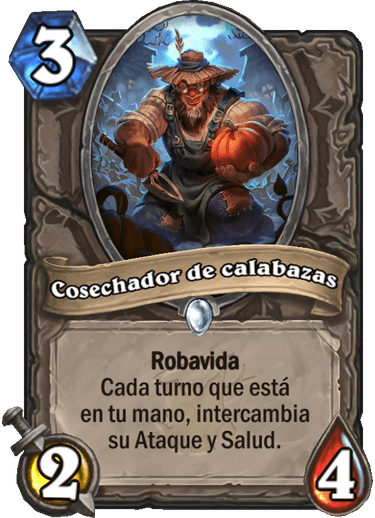 3
Cosechador de calabazas
Robavida
Cada turno que está
en tu mano, intercambia
su Ataque y Salud.
2
4